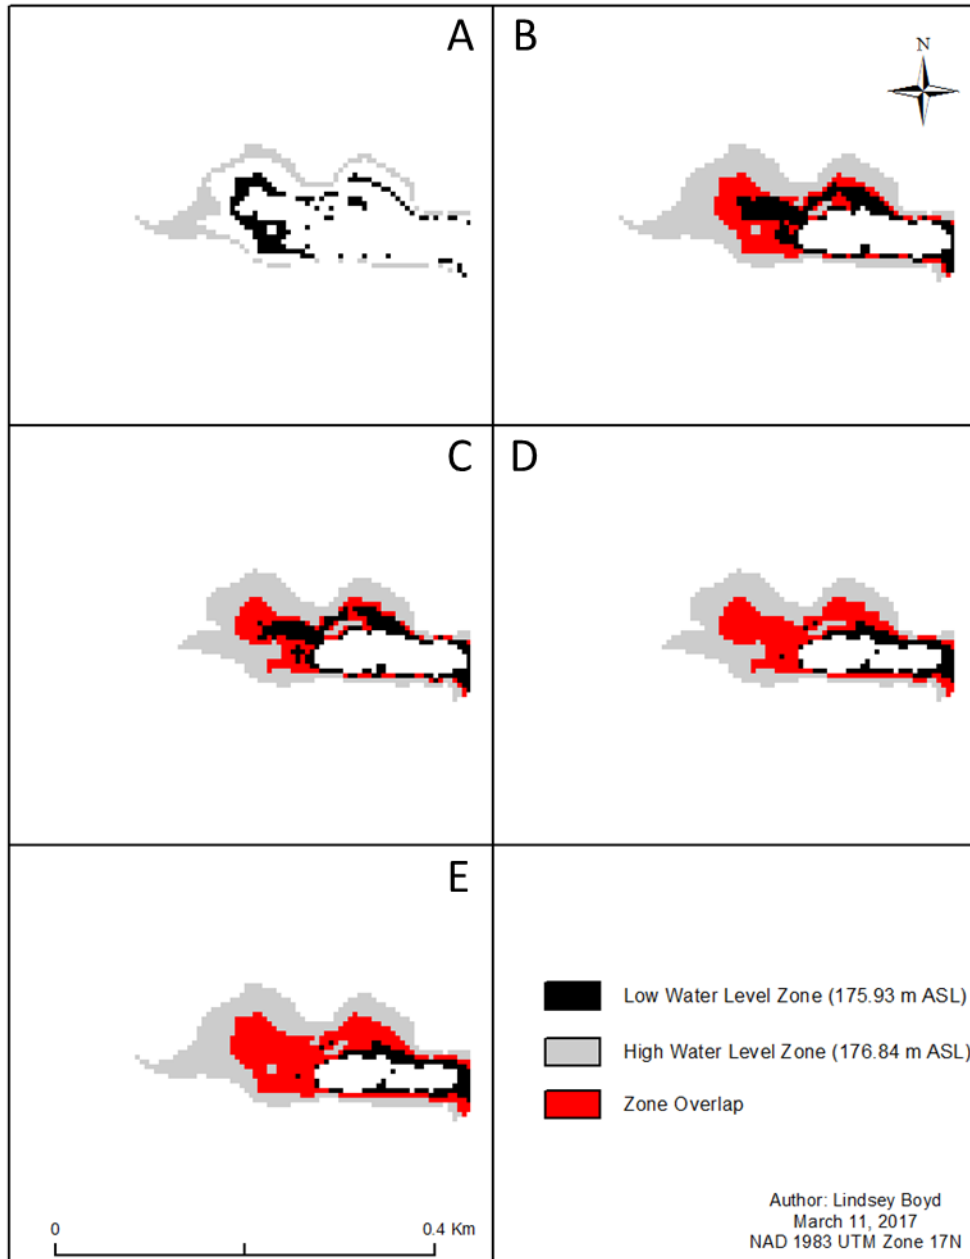 A
B
N
C
D
E
Low Water Level Zone (175.93 m ASL)
High Water Level Zone (176.84 m ASL)
Zone Overlap
0
0.4 Km
Author: Lindsey Boyd
March 11, 2017
NAD 1983 UTM Zone 17N